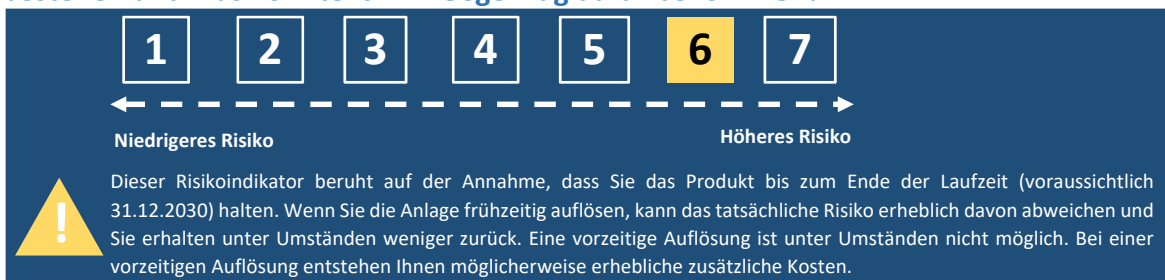 1 2 3 4 5 6 7
Niedrigeres Risiko Höheres Risiko
Dieser Risikoindikator beruht auf der Annahme, dass Sie das Produkt bis zum Ende der Laufzeit (voraussichtlich
31.12.2030) halten. Wenn Sie die Anlage frühzeitig auflösen, kann das tatsächliche Risiko erheblich davon abweichen und
Sie erhalten unter Umständen weniger zurück. Eine vorzeitige Auflösung ist unter Umständen nicht möglich. Bei einer
vorzeitigen Auflösung entstehen Ihnen möglicherweise erhebliche zusätzliche Kosten.